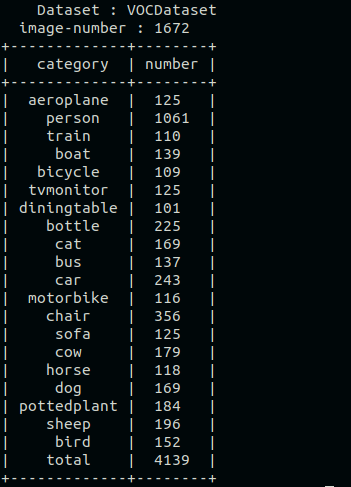 Dataset : VOCDataset
image-number : 1672
+-------------+--------+
|   category  | number |
+-------------+--------+
|  aeroplane  |  125   |
|    person   |  1061  |
|    train    |  110   |
|     boat    |  139   |
|   bicycle   |  109   |
|  tvmonitor  |  125   |
| diningtable |  101   |
|    bottle   |  225   |
|     cat     |  169   |
|     bus     |  137   |
|     car     |  243   |
|  motorbike  |  116   |
|    chair    |  356   |
|     sofa    |  125   |
|     cow     |  179   |
|    horse    |  118   |
|     dog     |  169   |
| pottedplant |  184   |
|    sheep    |  196   |
|     bird    |  152   |
|    total    |  4139  |
+-------------+--------+